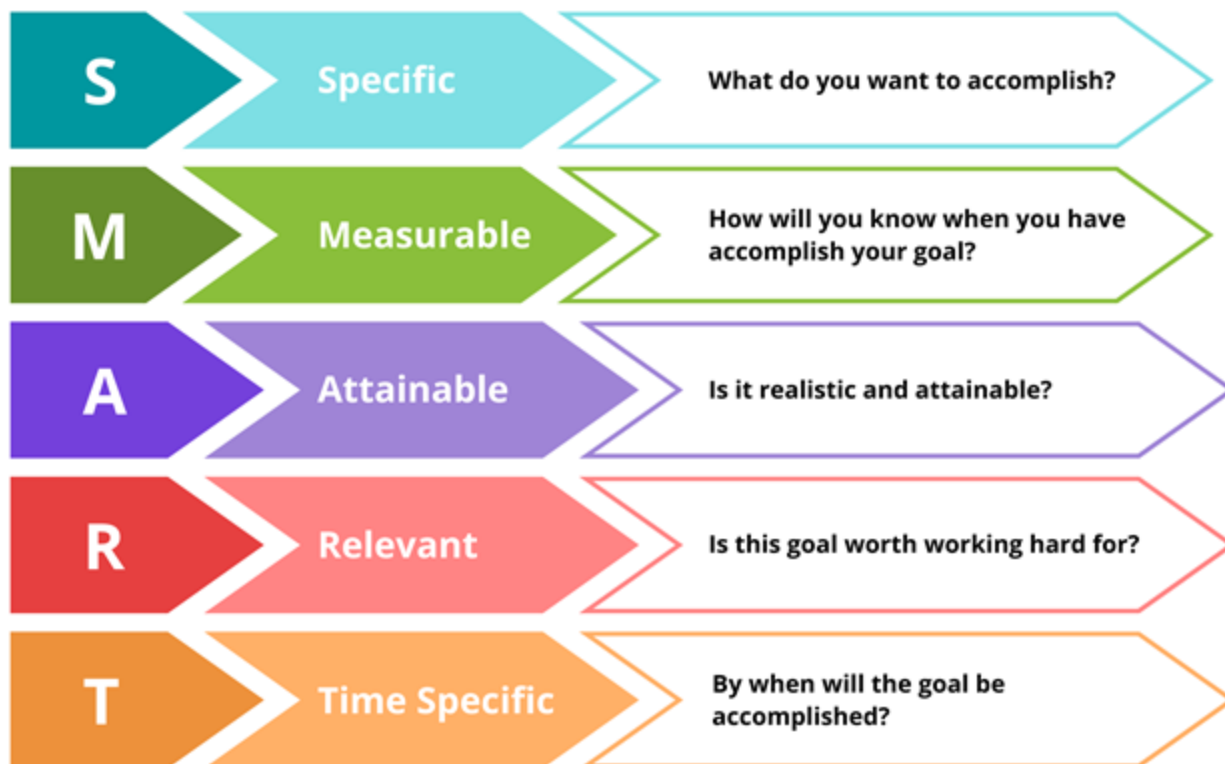 S
Specific
What do you want to accomplish?
M
Measurable
How will you know when you have
accomplish your goal?
A
Attainable
Is it realistic and attainable?
R
Relevant
Is this goal worth working hard for?
T
Time Specific
By when will the goal be
accomplished?